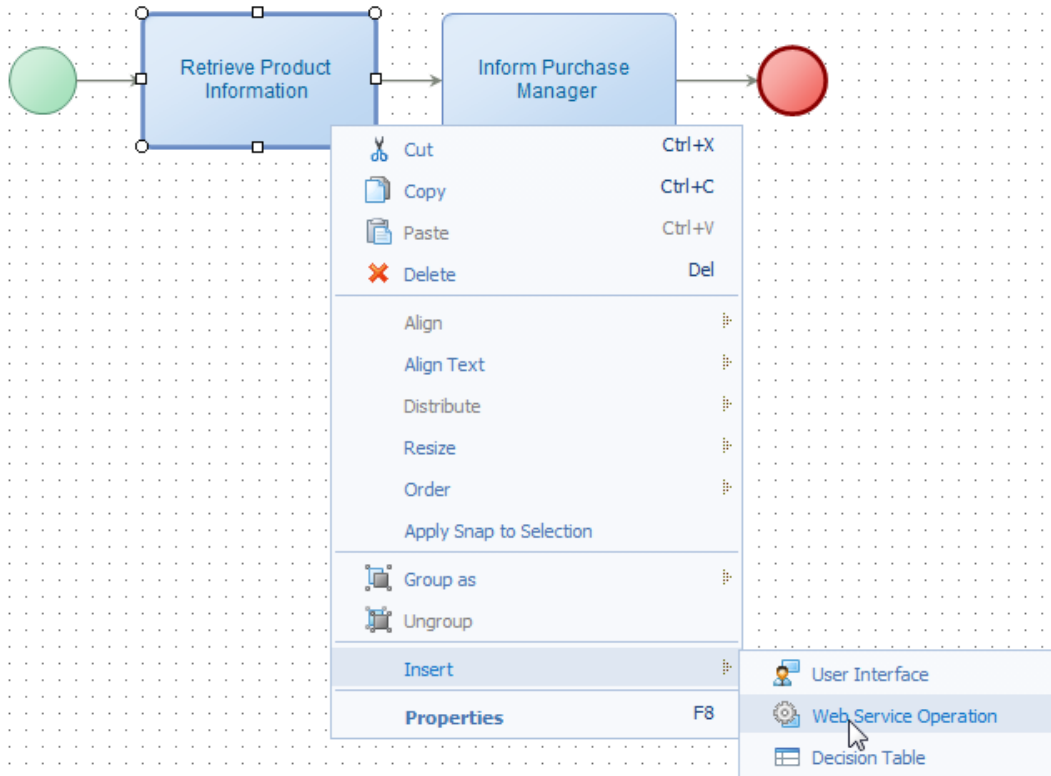 Retrieve Product
Information
Inform Purchase
Manager
Cut Ctrl+X
Copy Ctrl+C
Paste Ctrl+V
Delete Del
Align
Align Text
Distribute
Resize
Order
Apply Snap to Selection
Group as
Ungroup
Insert
Properties F8
User Interface
Web Service Operation
Decision Table